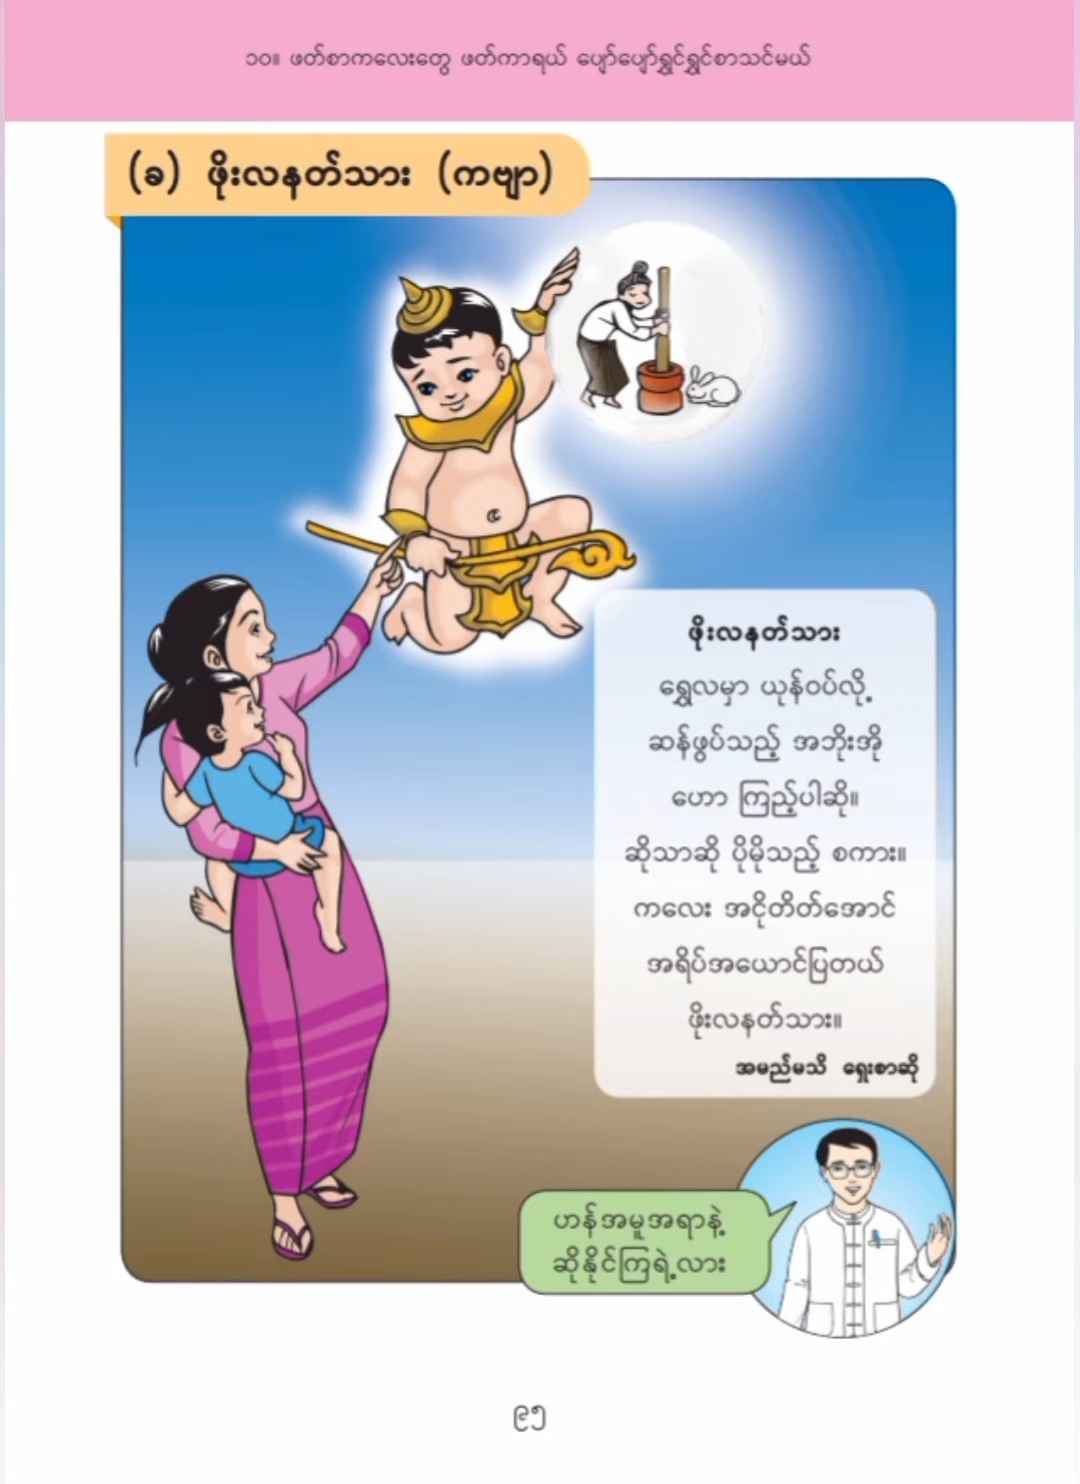 ၁၀။ ဖတ်စာကလေးတွေ ဖတ်ကာရယ် ပျော်ပျော်ရွှင်ရွှင်စာသင်မယ်
(ခ) ဖိုးလနတ်သား (ကဗျာ)
ဖိုးလနတ်သား
ရွှေလမှာ ယုန်ဝပ်လို့
ဆန်ဖွပ်သည့် အဘိုးအို
ဟော ကြည့်ပါဆို။
ဆိုသာဆို ပိုမိုသည့် စကား။
ကလေး အငိုတိတ်အောင်
အရိပ်အယောင်ပြတယ်
ဖိုးလနတ်သား။
အမည်မသိ ရှေးစာဆို
ဟန်အမူအရာနဲ့
ဆိုနိုင်ကြရဲ့လား
၉၅